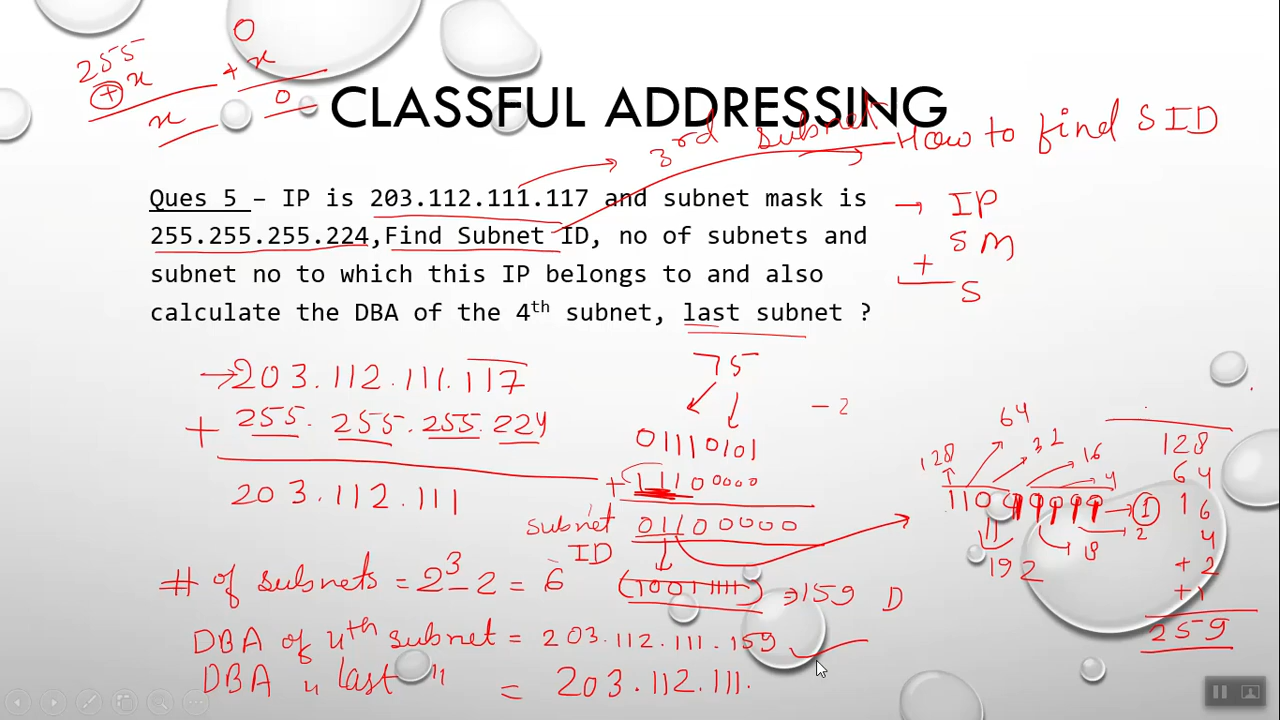 CLASSFUL ADDRESSING
255
+ x
x
0
+ x
0
3rd subnet
How to find SID
Ques 5 – IP is 203.112.111.117 and subnet mask is
255.255.255.224,Find Subnet ID, no of subnets and
subnet no to which this IP belongs to and also
calculate the DBA of the 4th subnet, last subnet ?
→ IP
SM
+
S
→203.112.111.117
+ 255.255.255.224
203.112.111
75
- 2
01110101
+ 11100000
subnet ID
01100000
(10011111) ⇒ 159 D
# of subnets = 2³-2 = 6
DBA of 4th subnet = 203.112.111.159
DBA " last " = 203.112.111.
128
64
32
16
4
→ 1
2
18
192
128
64
16
4
+ 2
+ 1
259